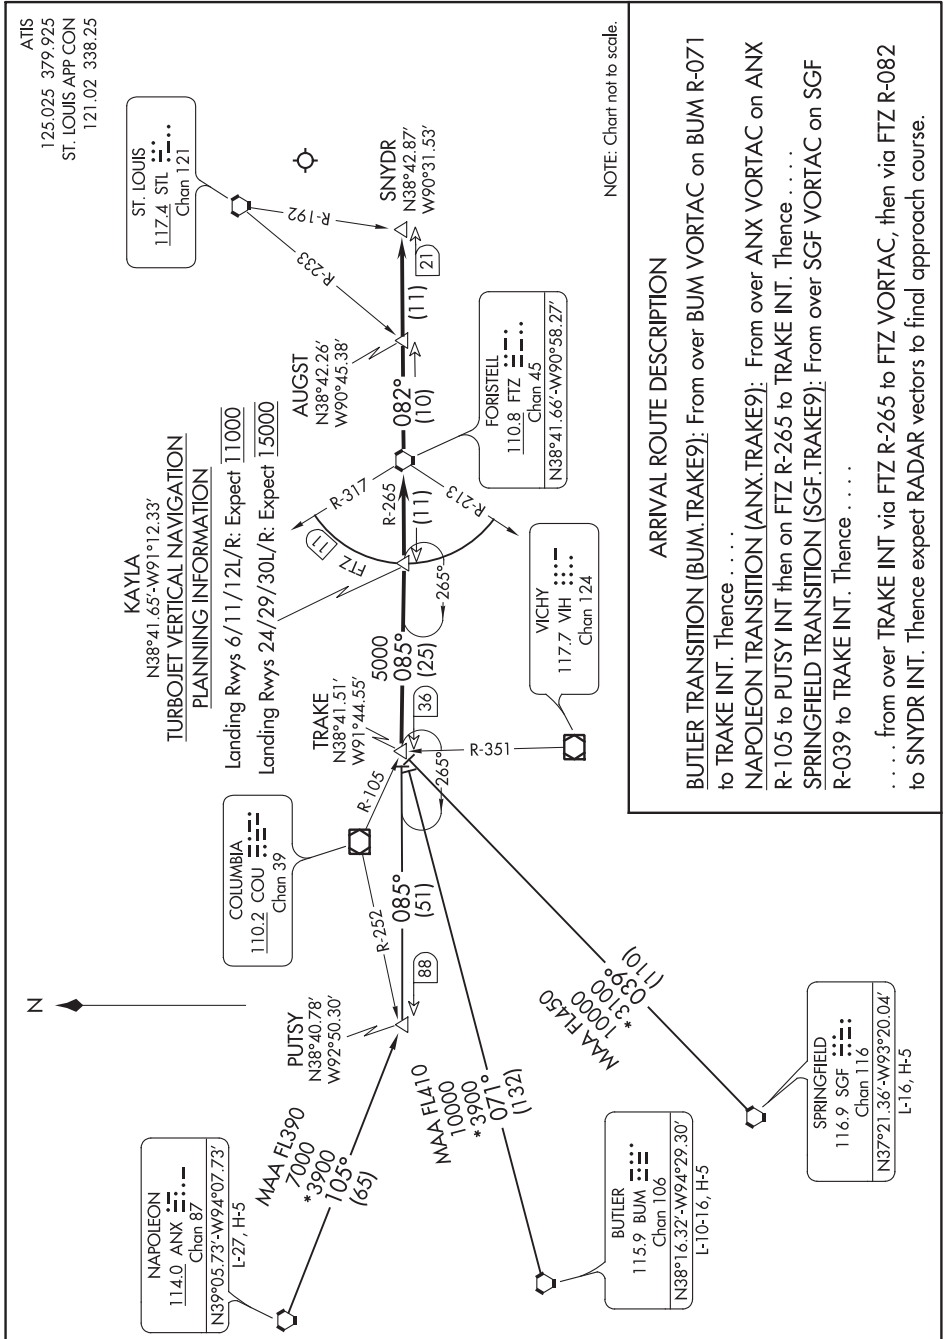 ATIS
125.025 379.925
ST. LOUIS APP CON
121.02 338.25
ST. LOUIS
117.4 STL
Chan 121
R-192
R-233
SNYDR
N38°42.87’
W90°31.53’
21
(11)
AUGST
N38°42.26’
W90°45.38’
082°
(10)
FORISTELL
110.8 FTZ
Chan 45
N38°41.66’-W90°58.27’
R-317
R-265
R-213
11
FTZ
(11)
KAYLA
N38°41.65’-W91°12.33’
TURBOJET VERTICAL NAVIGATION
PLANNING INFORMATION
Landing Rwys 6/11/12L/R: Expect 11000
Landing Rwys 24/29/30L/R: Expect 15000
265°
5000
085°
(25)
TRAKE
N38°41.51’
W91°44.55’
36
265°
VICHY
117.7 VIH
Chan 124
R-351
COLUMBIA
110.2 COU
Chan 39
R-105
R-252
085°
(51)
88
PUTSY
N38°40.78’
W92°50.30’
N
NAPOLEON
114.0 ANX
Chan 87
N39°05.73’-W94°07.73’
L-27, H-5
MAA FL390
7000
*3900
105°
(65)
MAA FL410
10000
*3900
071°
(132)
MAA FL450
10000
*3100
039°
(110)
BUTLER
115.9 BUM
Chan 106
N38°16.32’-W94°29.30’
L-10-16, H-5
SPRINGFIELD
116.9 SGF
Chan 116
N37°21.36’-W93°20.04’
L-16, H-5
NOTE: Chart not to scale.
ARRIVAL ROUTE DESCRIPTION
BUTLER TRANSITION (BUM.TRAKE9): From over BUM VORTAC on BUM R-071
to TRAKE INT. Thence . . . .
NAPOLEON TRANSITION (ANX.TRAKE9): From over ANX VORTAC on ANX
R-105 to PUTSY INT then on FTZ R-265 to TRAKE INT. Thence . . . .
SPRINGFIELD TRANSITION (SGF.TRAKE9): From over SGF VORTAC on SGF
R-039 to TRAKE INT. Thence . . . .
. . . . from over TRAKE INT via FTZ R-265 to FTZ VORTAC, then via FTZ R-082
to SNYDR INT. Thence expect RADAR vectors to final approach course.